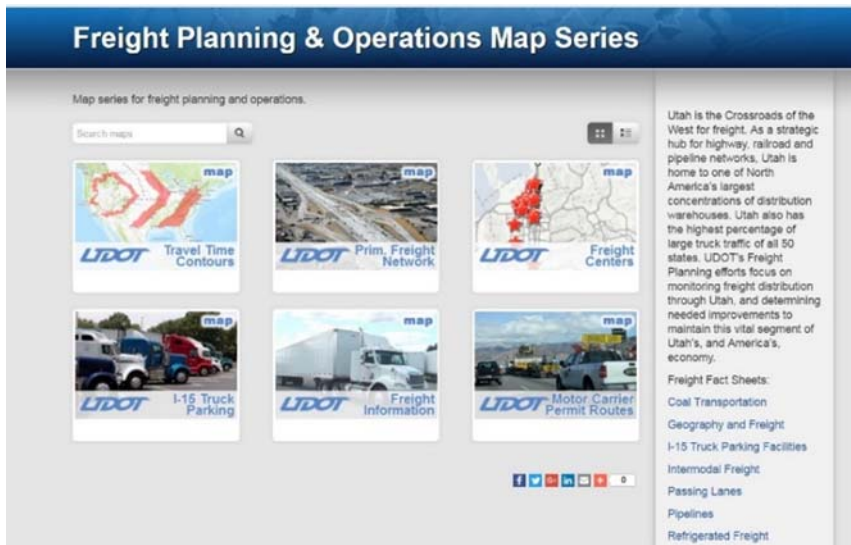 Freight Planning & Operations Map Series
Map series for freight planning and operations.
Search maps
map
UDOT
Travel Time
Contours
map
UDOT
Prim. Freight
Network
map
UDOT
Freight
Centers
map
UDOT
I-15 Truck
Parking
map
UDOT
Freight
Information
map
UDOT
Motor Carrier
Permit Routes
0
Utah is the Crossroads of the
West for freight. As a strategic
hub for highway, railroad and
pipeline networks, Utah is
home to one of North
America's largest
concentrations of distribution
warehouses. Utah also has
the highest percentage of
large truck traffic of all 50
states. UDOT's Freight
Planning efforts focus on
monitoring freight distribution
through Utah, and determining
needed improvements to
maintain this vital segment of
Utah's, and America's,
economy.
Freight Fact Sheets:
Coal Transportation
Geography and Freight
I-15 Truck Parking Facilities
Intermodal Freight
Passing Lanes
Pipelines
Refrigerated Freight